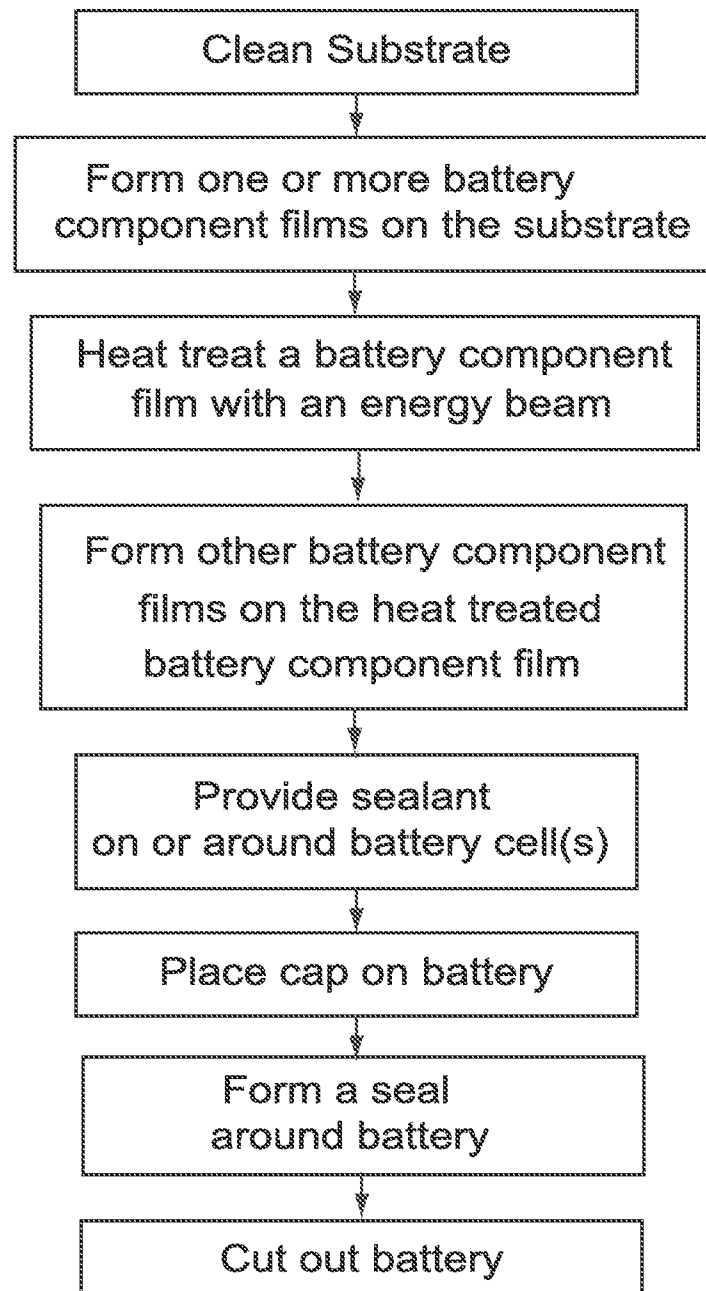 Clean Substrate
Form one or more battery
component films on the substrate
Heat treat a battery component
film with an energy beam
Form other battery component
films on the heat treated
battery component film
Provide sealant
on or around battery cell(s)
Place cap on battery
Form a seal
around battery
Cut out battery